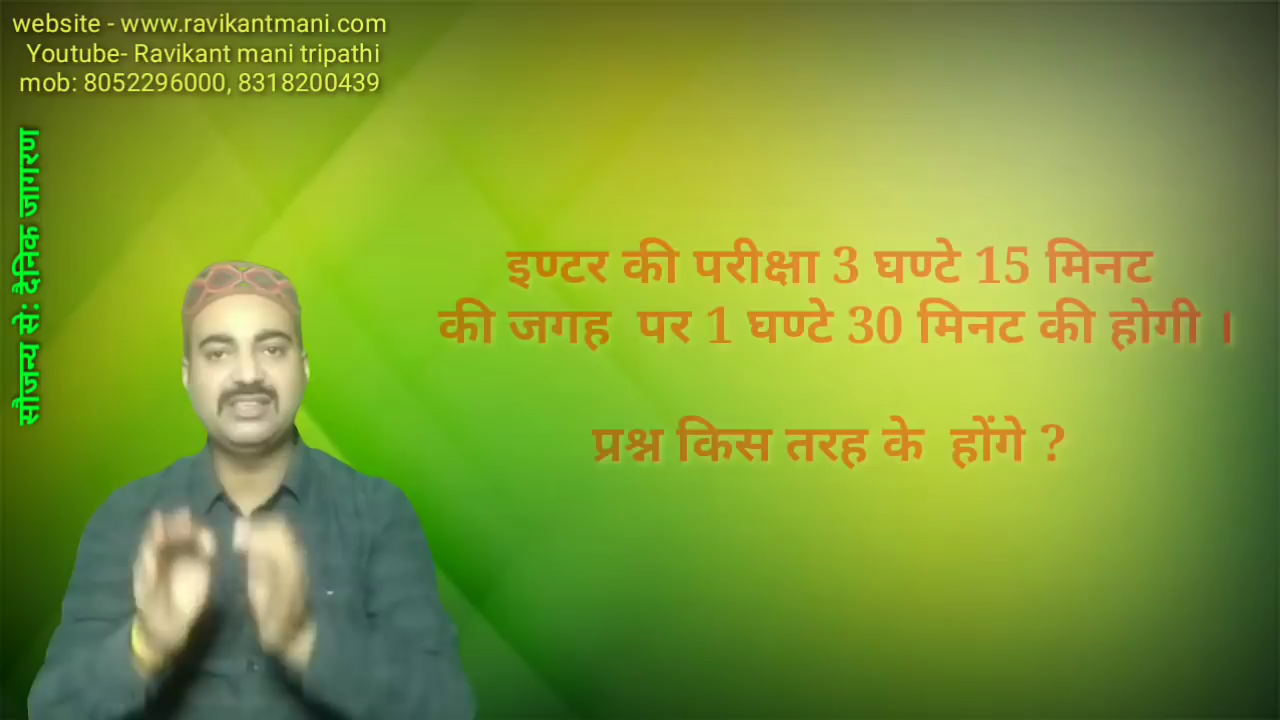 website - www.ravikantmani.com
Youtube- Ravikant mani tripathi
mob: 8052296000, 8318200439
सौजन्य से: दैनिक जागरण
इण्टर की परीक्षा 3 घण्टे 15 मिनट
की जगह पर 1 घण्टे 30 मिनट की होगी ।
प्रश्न किस तरह के होंगे ?